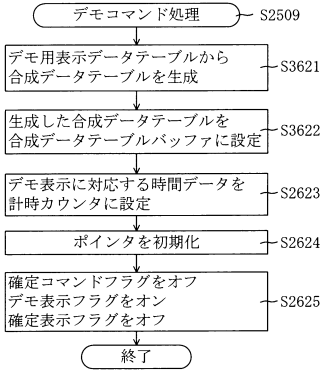 デモコマンド処理
S2509
デモ用表示データテーブルから
合成データテーブルを生成
S3621
生成した合成データテーブルを
合成データテーブルバッファに設定
S3622
デモ表示に対応する時間データを
計時カウンタに設定
S2623
ポインタを初期化
S2624
確定コマンドフラグをオフ
デモ表示フラグをオン
確定表示フラグをオフ
S2625
終了